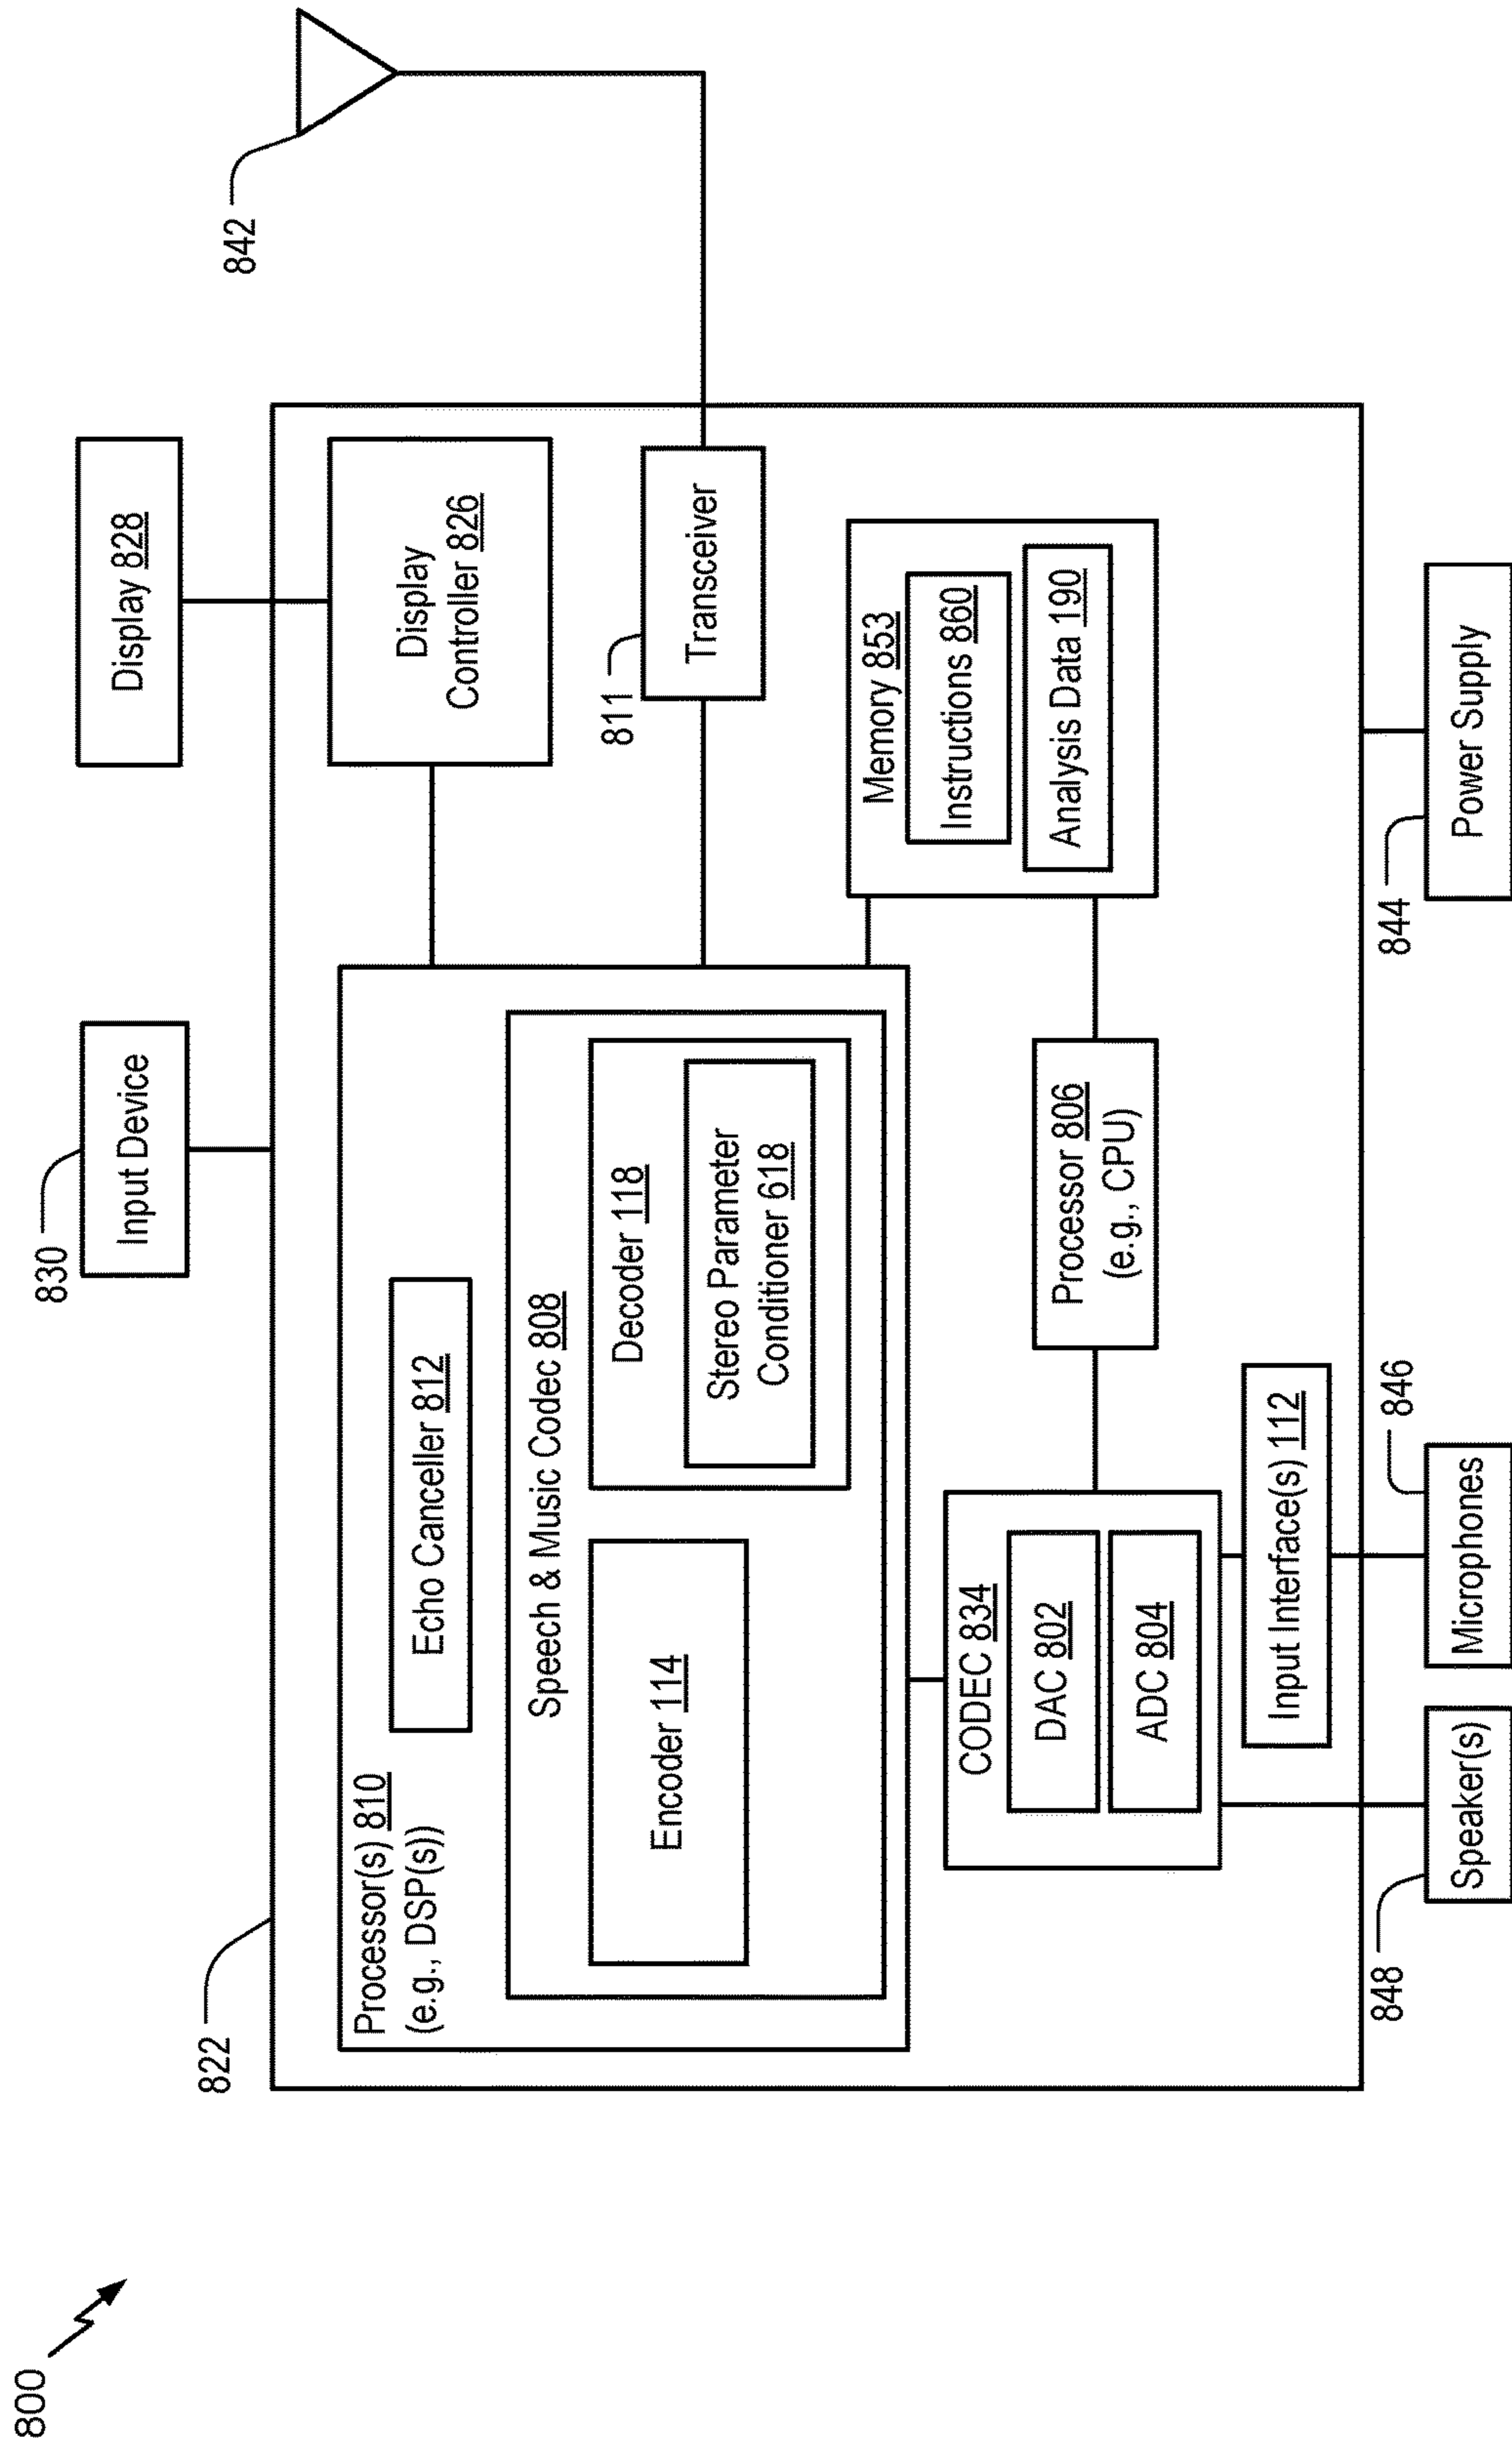 800
822
830
Input Device
Display 828
842
Processor(s) 810
(e.g., DSP(s))
Echo Canceller 812
Speech & Music Codec 808
Encoder 114
Decoder 118
Stereo Parameter
Conditioner 618
Display
Controller 826
811
Transceiver
CODEC 834
DAC 802
ADC 804
Processor 806
(e.g., CPU)
Memory 853
Instructions 860
Analysis Data 190
Input Interface(s) 112
848
Speaker(s)
846
Microphones
844
Power Supply